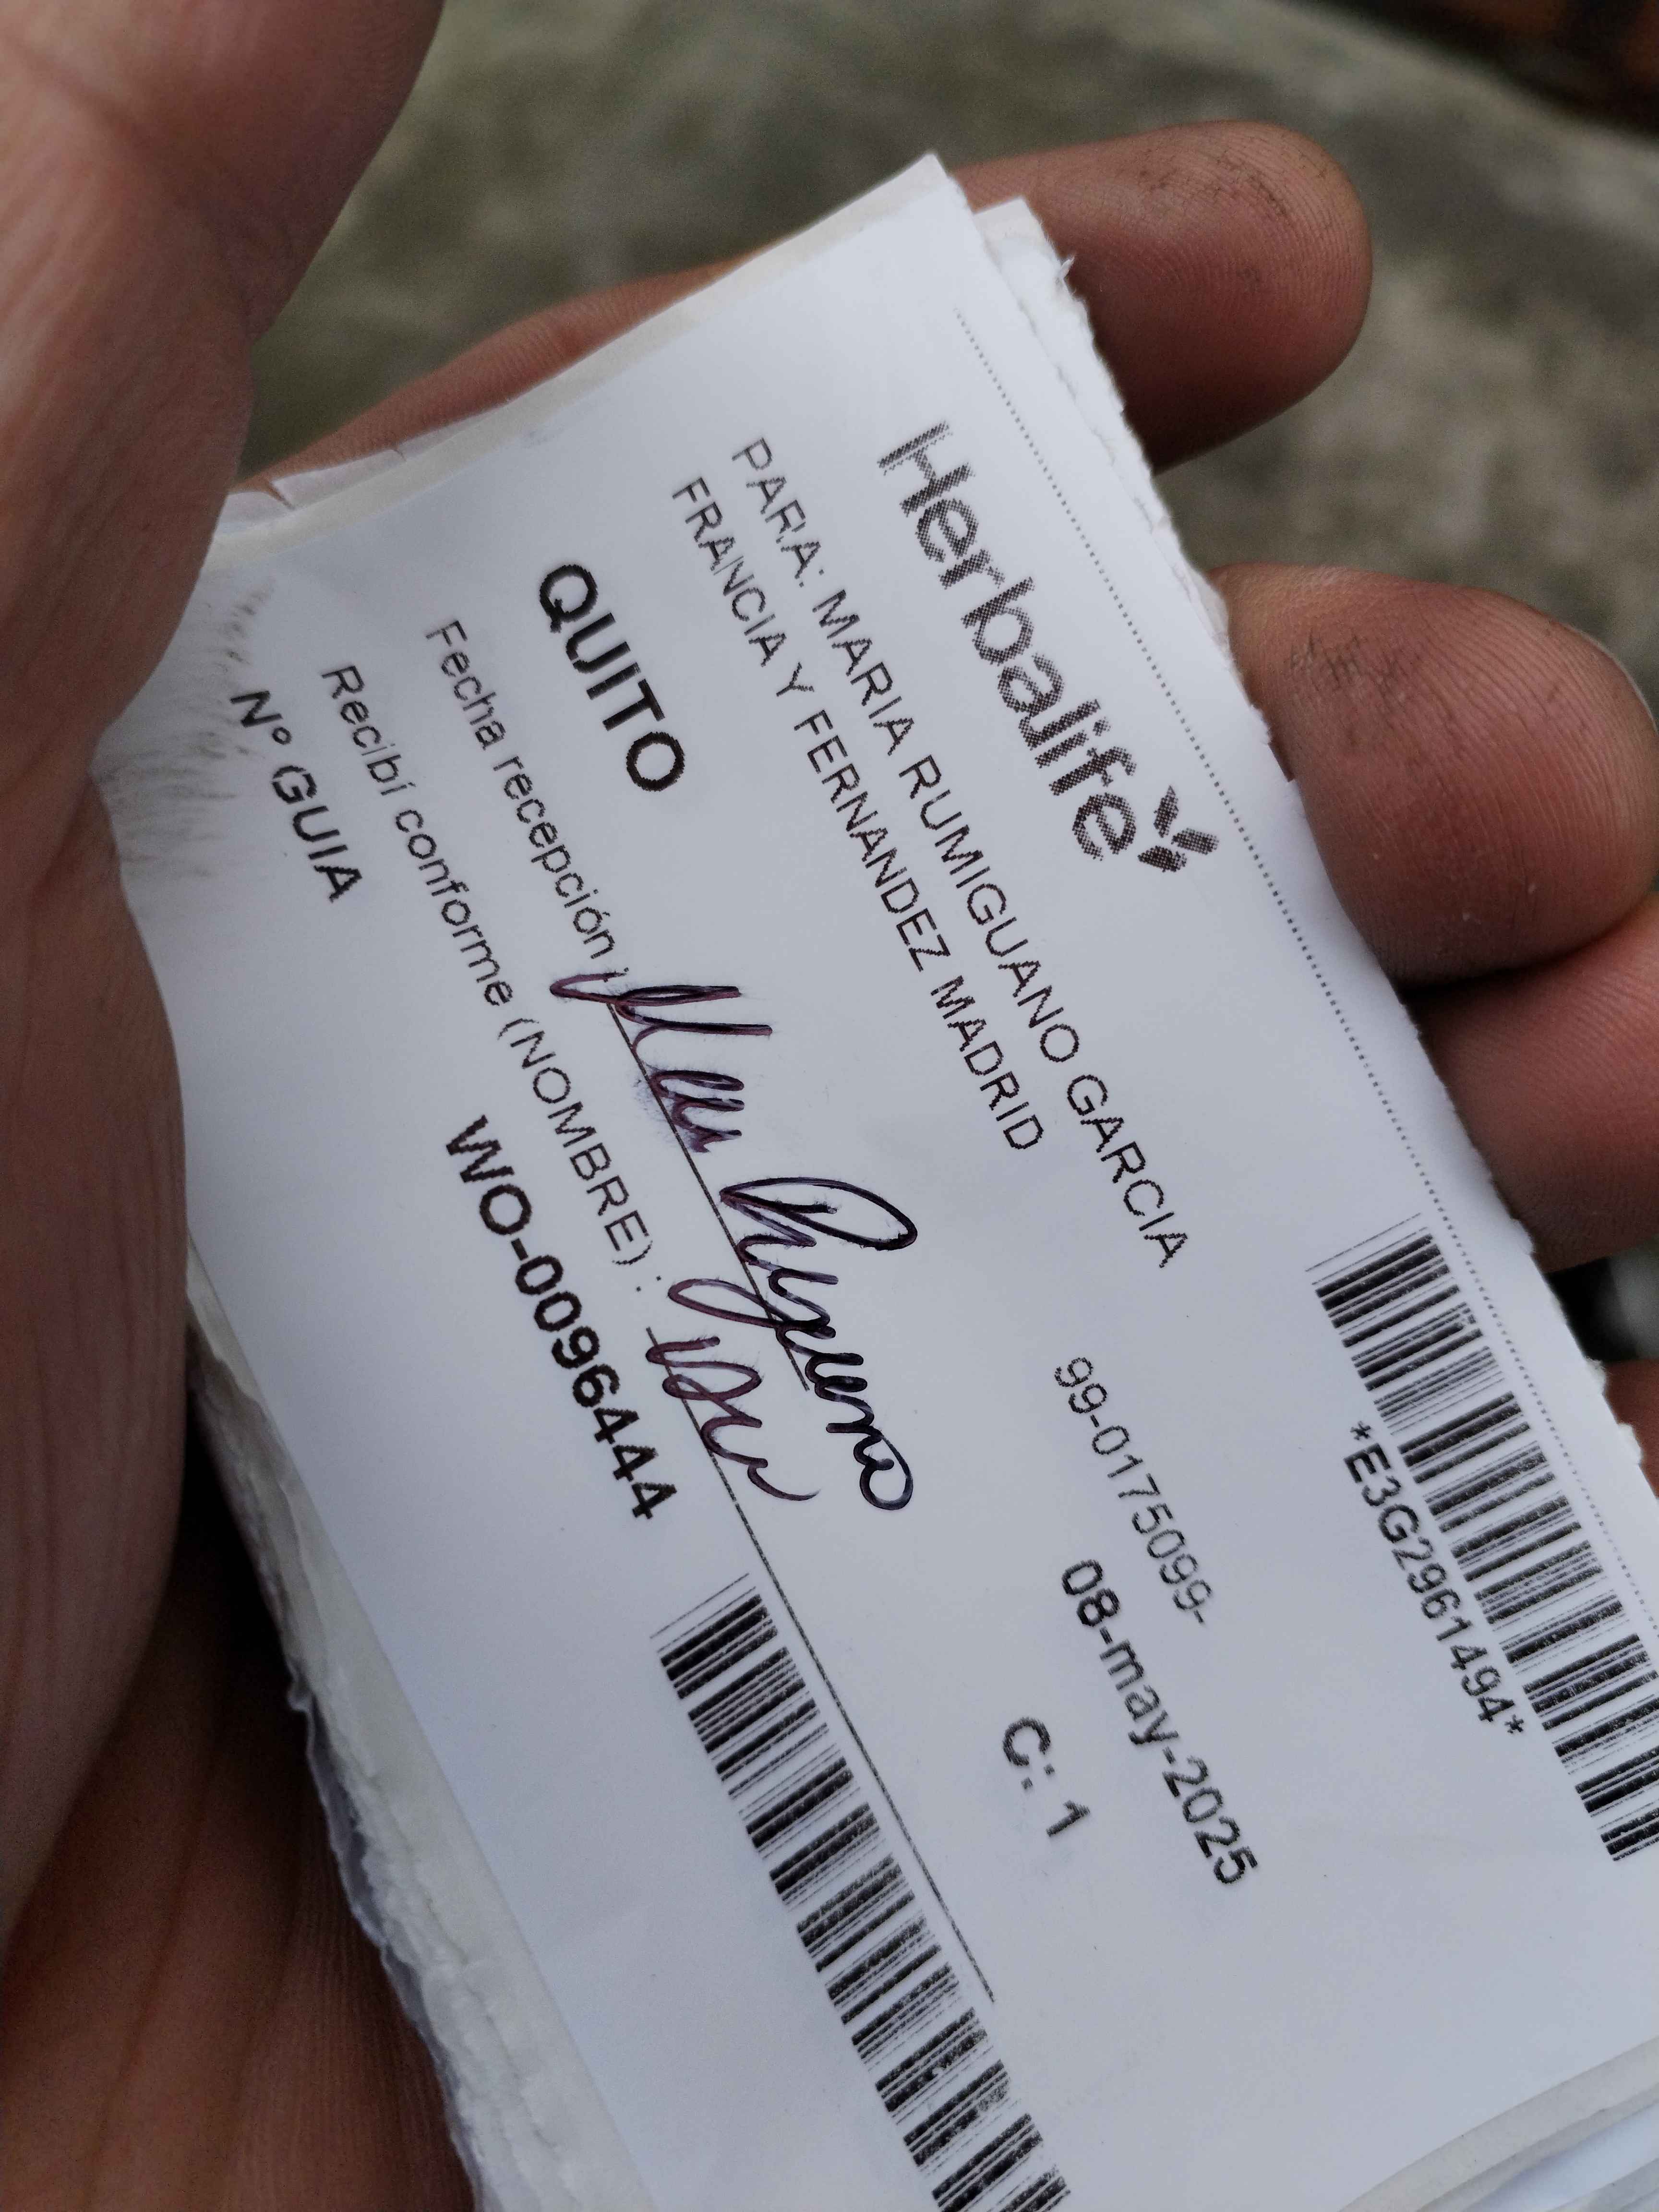 Herbalife
*E3G2961494*
PARA: MARIA RUMIGUANO GARCIA
99-0175099-
FRANCIA Y FERNANDEZ MADRID
08-may-2025
QUITO
C: 1
Fecha recepción
Recibí conforme (NOMBRE) :
Nº GUIA
WO-0096444